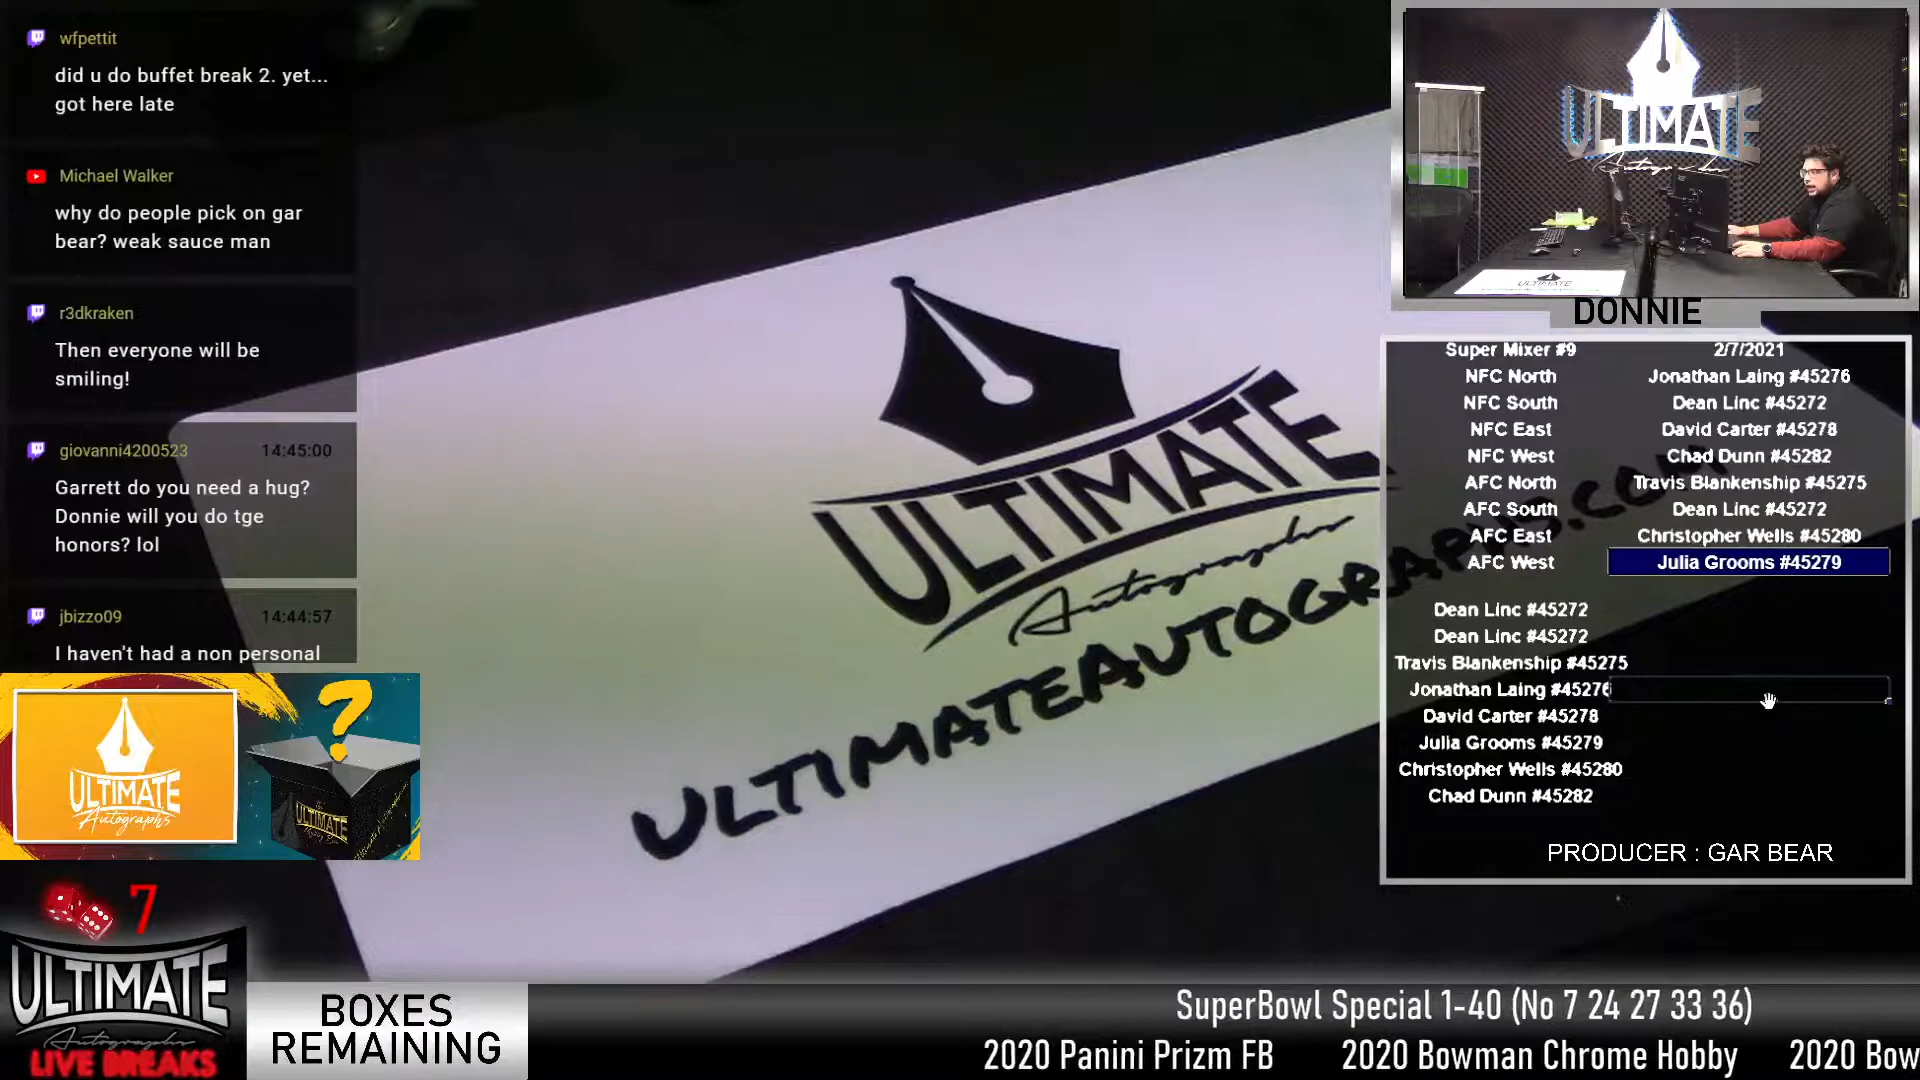 wfpettit
did u do buffet break 2. yet...
got here late
Michael Walker
why do people pick on gar
bear? weak sauce man
r3dkraken
Then everyone will be
smiling!
giovanni4200523 14:45:00
Garrett do you need a hug?
Donnie will you do tge
honors? lol
jbizzo09 14:44:57
I haven't had a non personal
ULTIMATE
Autographs
ULTIMATE
7
ULTIMATE
Autographs
LIVE BREAKS
BOXES
REMAINING
ULTIMATE
Autographs
ULTIMATEAUTOGRAPHS.COM
ULTIMATE
Autographs
ULTIMATE
DONNIE
Super Mixer #9 2/7/2021
NFC North Jonathan Laing #45276
NFC South Dean Linc #45272
NFC East David Carter #45278
NFC West Chad Dunn #45282
AFC North Travis Blankenship #45275
AFC South Dean Linc #45272
AFC East Christopher Wells #45280
AFC West Julia Grooms #45279
Dean Linc #45272
Dean Linc #45272
Travis Blankenship #45275
Jonathan Laing #45276
David Carter #45278
Julia Grooms #45279
Christopher Wells #45280
Chad Dunn #45282
PRODUCER : GAR BEAR
SuperBowl Special 1-40 (No 7 24 27 33 36)
2020 Panini Prizm FB 2020 Bowman Chrome Hobby 2020 Bow